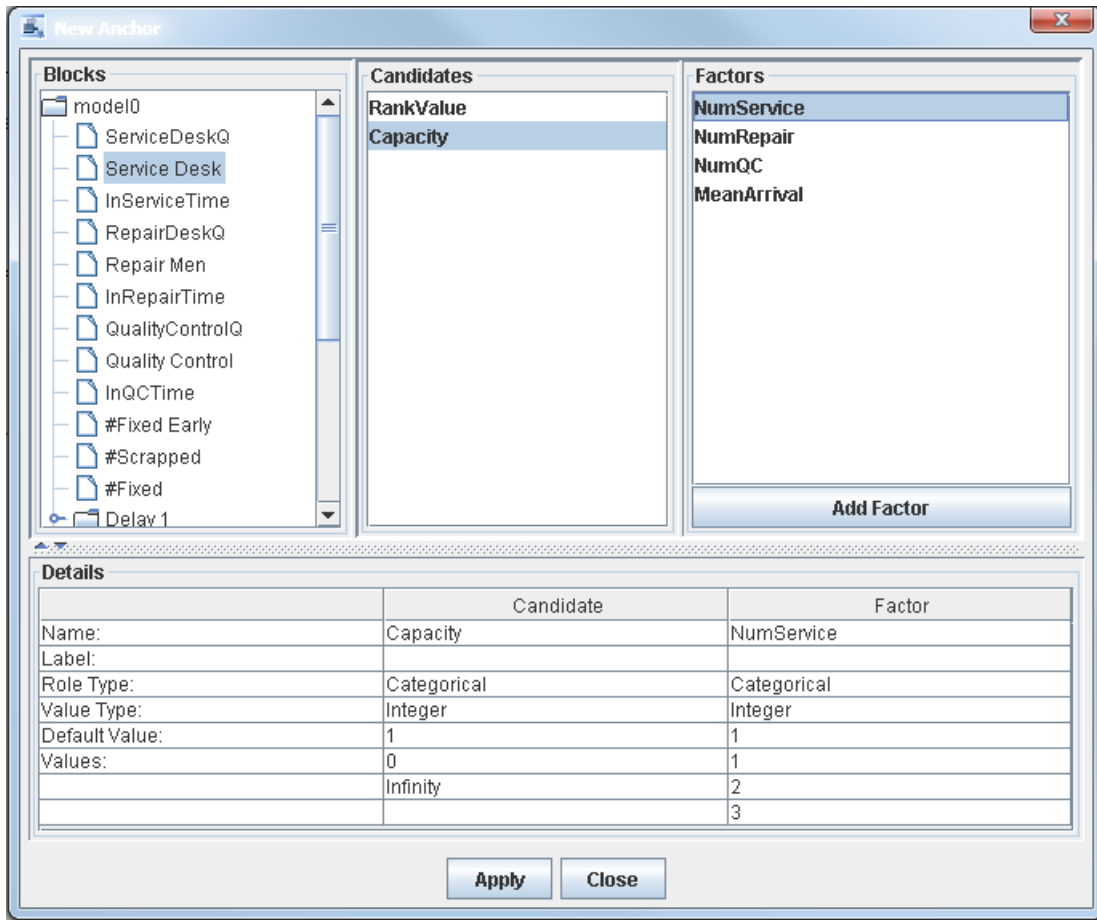 New Anchor
Blocks
model0
ServiceDeskQ
Service Desk
InServiceTime
RepairDeskQ
Repair Men
InRepairTime
QualityControlQ
Quality Control
InQCTime
#Fixed Early
#Scrapped
#Fixed
Delay 1
Candidates
RankValue
Capacity
Factors
NumService
NumRepair
NumQC
MeanArrival
Add Factor
Details
Candidate Factor
Name: Capacity NumService
Label:
Role Type: Categorical Categorical
Value Type: Integer Integer
Default Value: 1 1
Values: 0 1
Infinity 2
3
Apply Close